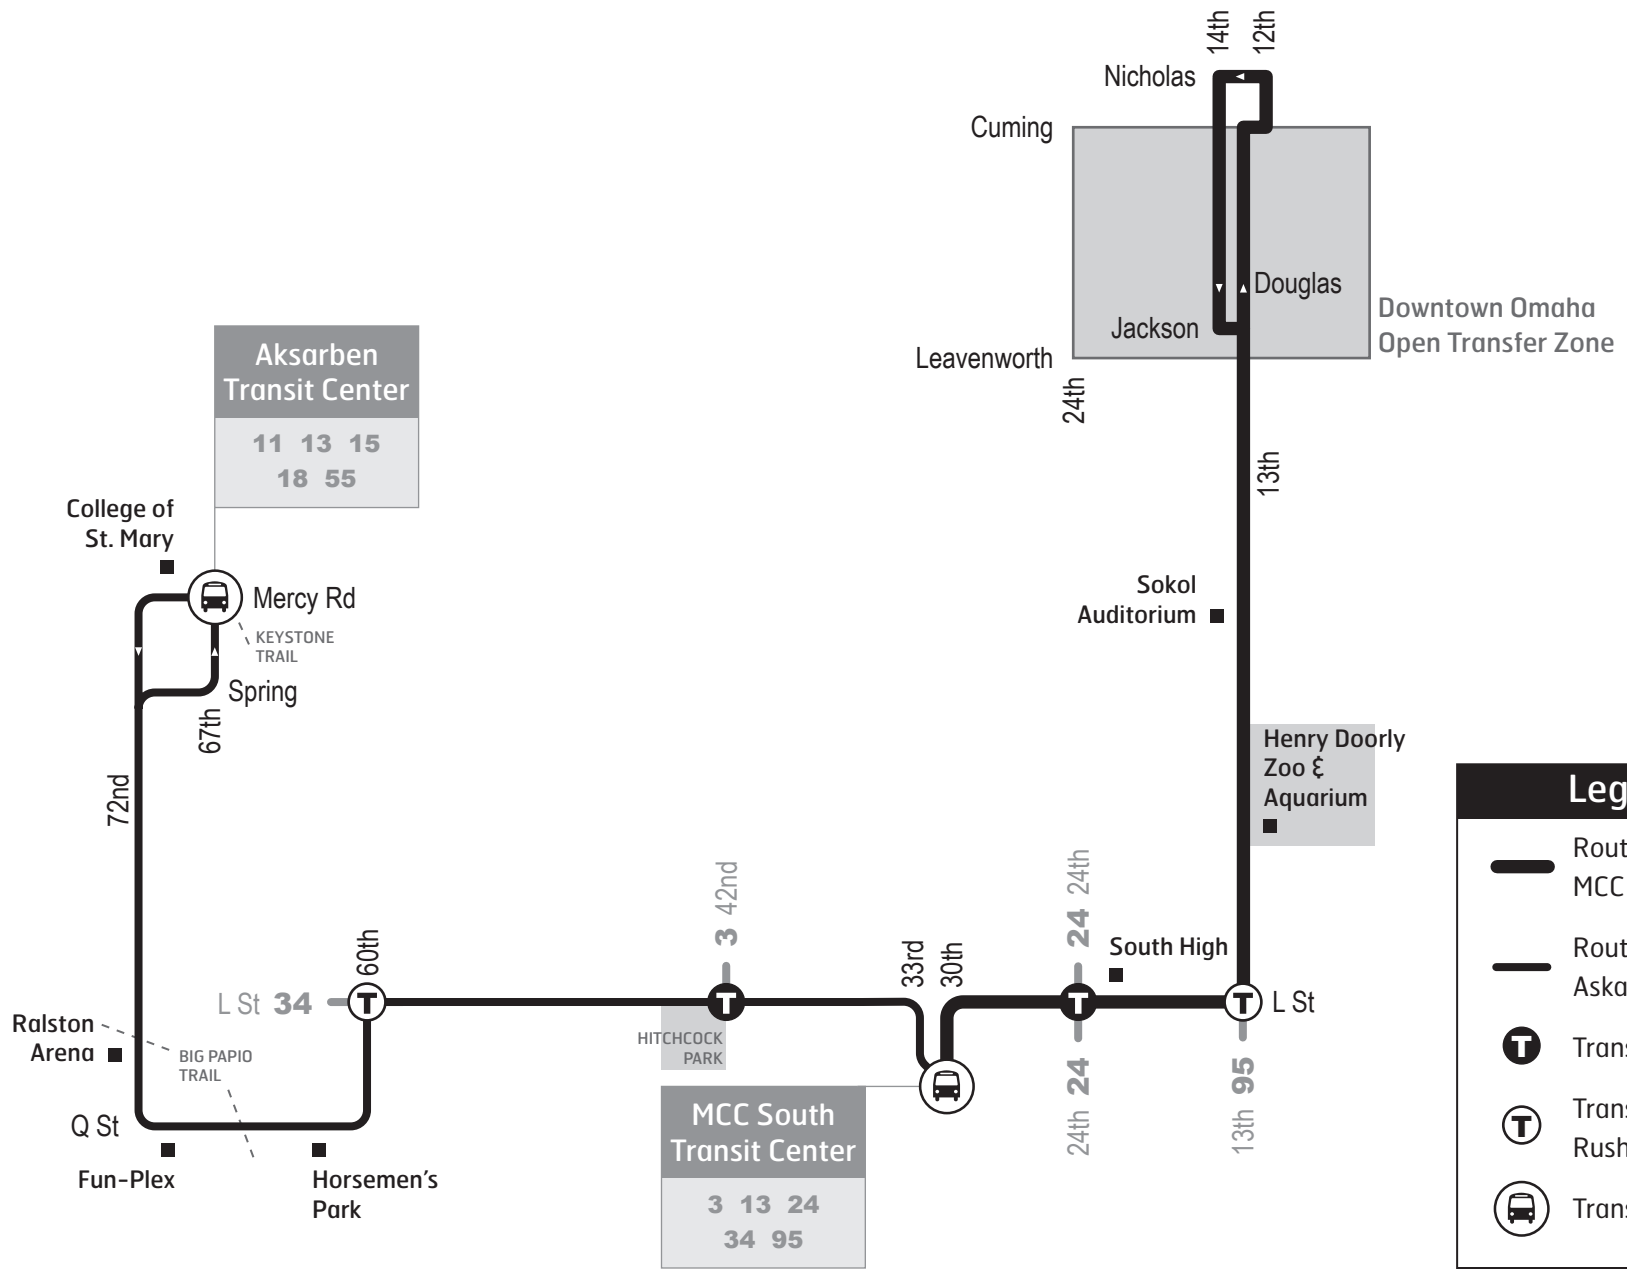 14th
12th
Nicholas
Cuming
Douglas
Jackson
Leavenworth
24th
Downtown Omaha
Open Transfer Zone
13th
Aksarben
Transit Center
11 13 15
18 55
College of
St. Mary
Mercy Rd
KEYSTONE
TRAIL
Spring
67th
72nd
Sokol
Auditorium
Henry Doorly
Zoo &
Aquarium
3 42nd
24 24th
South High
33rd
30th
60th
L St 34
L St
HITCHCOCK
PARK
Ralston
Arena
BIG PAPIO
TRAIL
Q St
Fun-Plex
Horsemen's
Park
MCC South
Transit Center
3 13 24
34 95
24th 24
13th 95
Leg
Rout
MCC
Rout
Aska
T Trans
T Trans
Rush
Trans